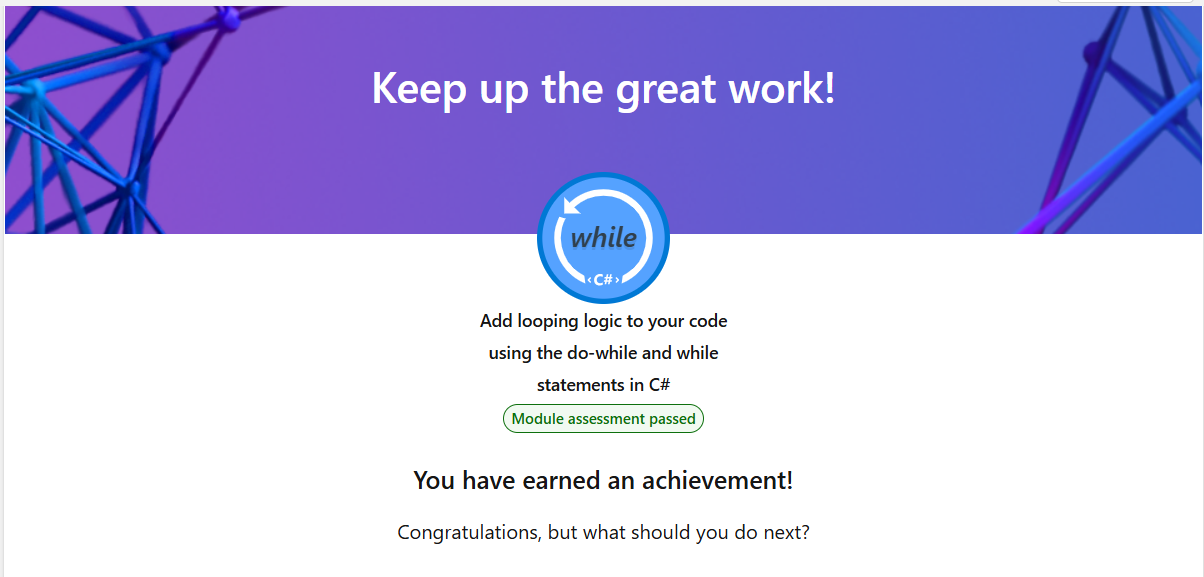 Keep up the great work!
while
‹C#›
Add looping logic to your code
using the do-while and while
statements in C#
Module assessment passed
You have earned an achievement!
Congratulations, but what should you do next?